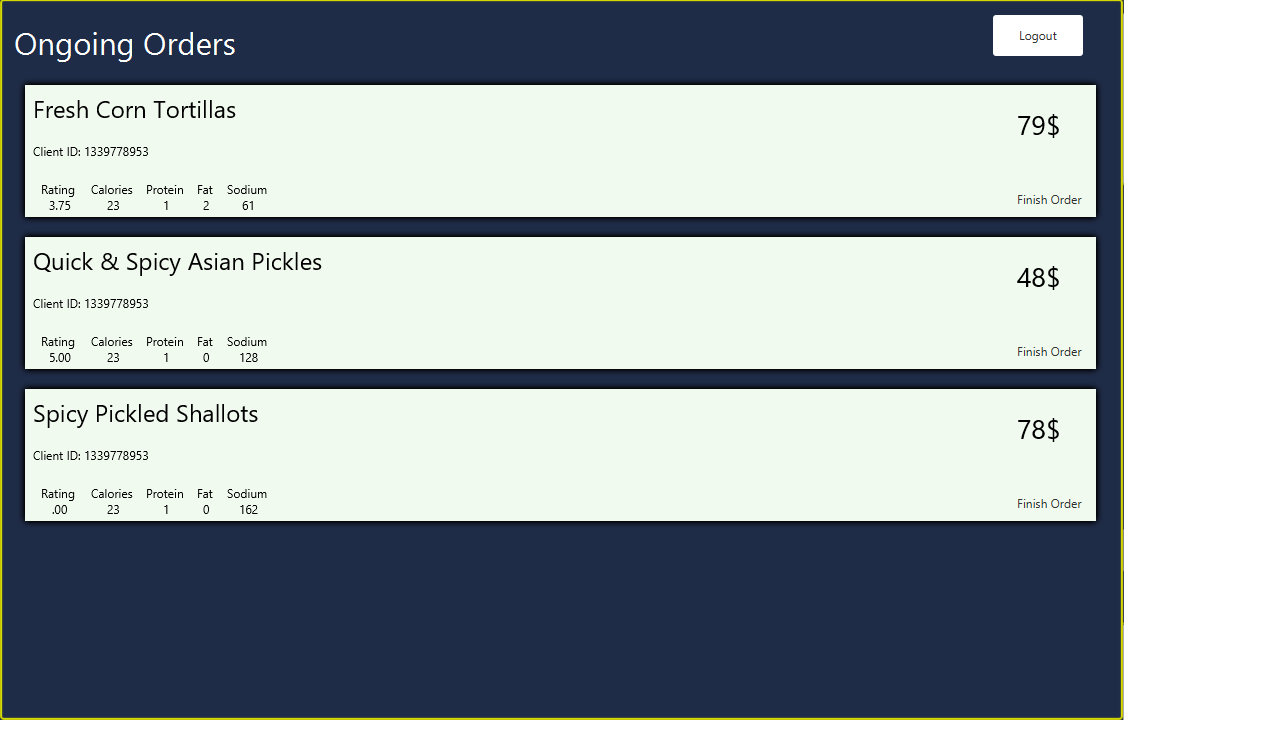 Ongoing Orders
Logout
Fresh Corn Tortillas
79$
Client ID: 1339778953
Rating Calories Protein Fat Sodium
3.75 23 1 2 61
Finish Order
Quick & Spicy Asian Pickles
48$
Client ID: 1339778953
Rating Calories Protein Fat Sodium
5.00 23 1 0 128
Finish Order
Spicy Pickled Shallots
78$
Client ID: 1339778953
Rating Calories Protein Fat Sodium
.00 23 1 0 162
Finish Order